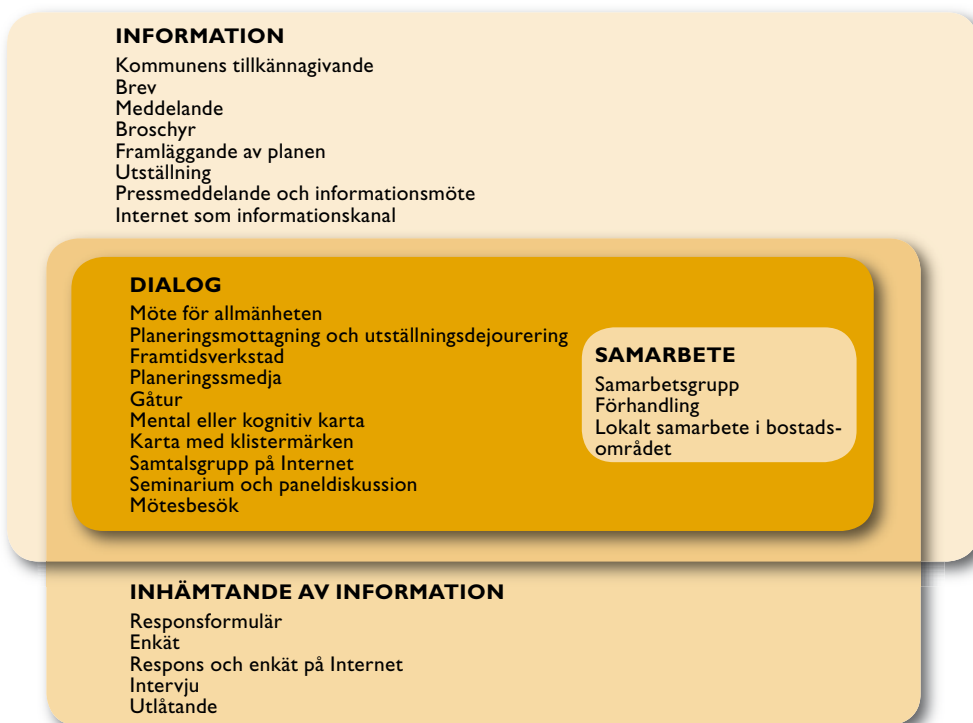 INFORMATION
Kommunens tillkännagivande
Brev
Meddelande
Broschyr
Framläggande av planen
Utställning
Pressmeddelande och informationsmöte
Internet som informationskanal
DIALOG
Möte för allmänheten
Planeringsmottagning och utställningsdejourering
Framtidsverkstad
Planeringssmedja
Gåtur
Mental eller kognitiv karta
Karta med klistermärken
Samtalsgrupp på Internet
Seminarium och paneldiskussion
Mötesbesök
SAMARBETE
Samarbetsgrupp
Förhandling
Lokalt samarbete i bostads-
området
INHÄMTANDE AV INFORMATION
Responsformulär
Enkät
Respons och enkät på Internet
Intervju
Utlåtande